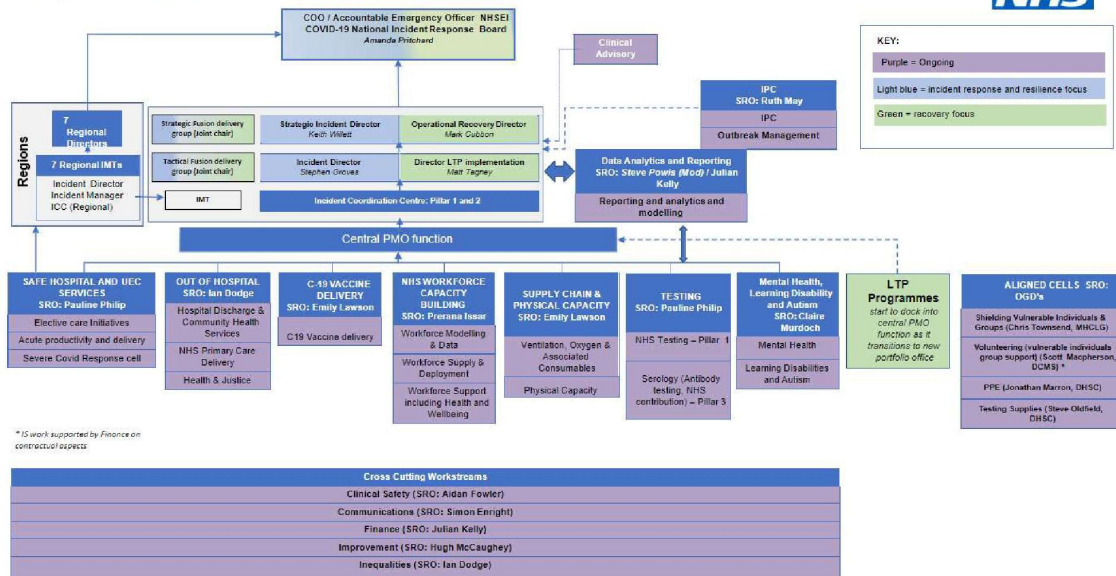 NHS
COO / Accountable Emergency Officer NHSEI
COVID-19 National Incident Response Board
Amanda Pritchard
Clinical
Advisory
KEY:
Purple = Ongoing
Light blue = incident response and resilience focus
Green = recovery focus
Regions
7
Regional
Directors
7 Regional IMTs
Incident Director
Incident Manager
ICC (Regional)
Strategic Fusion delivery
group (Joint chair)
Strategic Incident Director
Keith Willett
Operational Recovery Director
Mark Cubbon
Tactical Fusion delivery
group (Joint chair)
Incident Director
Stephen Groves
Director LTP implementation
Matt Tagney
IMT
Incident Coordination Centre: Pillar 1 and 2
IPC
SRO: Ruth May
IPC
Outbreak Management
Data Analytics and Reporting
SRO: Steve Powis (Mod) / Julian
Kelly
Reporting and analytics and
modelling
Central PMO function
SAFE HOSPITAL AND UEC
SERVICES
SRO: Pauline Philip
Elective care Initiatives
Acute productivity and delivery
Severe Covid Response cell
OUT OF HOSPITAL
SRO: Ian Dodge
Hospital Discharge &
Community Health
Services
NHS Primary Care
Delivery
Health & Justice
C-19 VACCINE
DELIVERY
SRO: Emily Lawson
C19 Vaccine delivery
NHS WORKFORCE
CAPACITY
BUILDING
SRO: Prerana Issar
Workforce Modelling
& Data
Workforce Supply &
Deployment
Workforce Support
including Health and
Wellbeing
SUPPLY CHAIN &
PHYSICAL CAPACITY
SRO: Emily Lawson
Ventilation, Oxygen &
Associated
Consumables
Physical Capacity
TESTING
SRO: Pauline Philip
NHS Testing – Pillar 1
Serology (Antibody
testing, NHS
contribution) – Pillar 3
Mental Health,
Learning Disability
and Autism
SRO:Claire
Murdoch
Mental Health
Learning Disabilities
and Autism
LTP
Programmes
start to dock into
central PMO
function as it
transitions to new
portfolio office
ALIGNED CELLS SRO:
OGD's
Shielding Vulnerable Individuals &
Groups (Chris Townsend, MHCLG)
Volunteering (vulnerable individuals
group support) (Scott Macpherson,
DCMS) *
PPE (Jonathan Marron, DHSC)
Testing Supplies (Steve Oldfield,
DHSC)
* IS work supported by Finance on
contractual aspects
Cross Cutting Workstreams
Clinical Safety (SRO: Aidan Fowler)
Communications (SRO: Simon Enright)
Finance (SRO: Julian Kelly)
Improvement (SRO: Hugh McCaughey)
Inequalities (SRO: Ian Dodge)